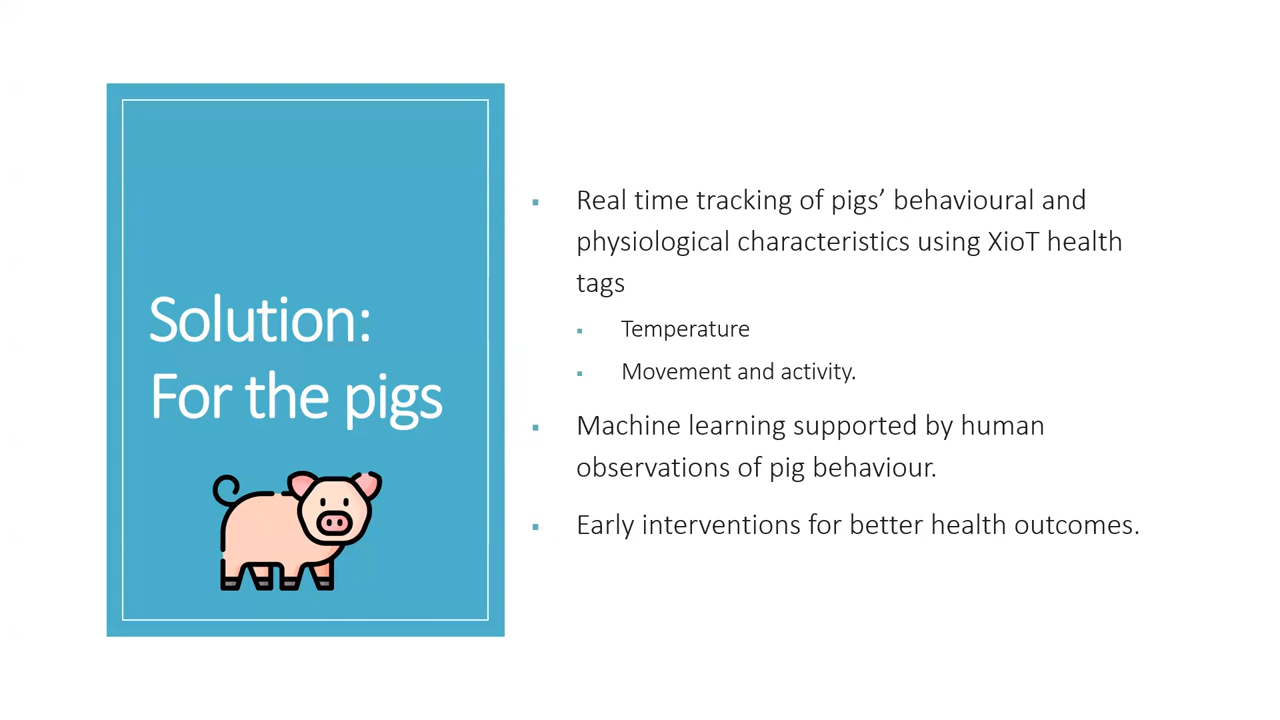 Solution:
For the pigs
Real time tracking of pigs’ behavioural and
physiological characteristics using XioT health
tags
Temperature
Movement and activity.
Machine learning supported by human
observations of pig behaviour.
Early interventions for better health outcomes.